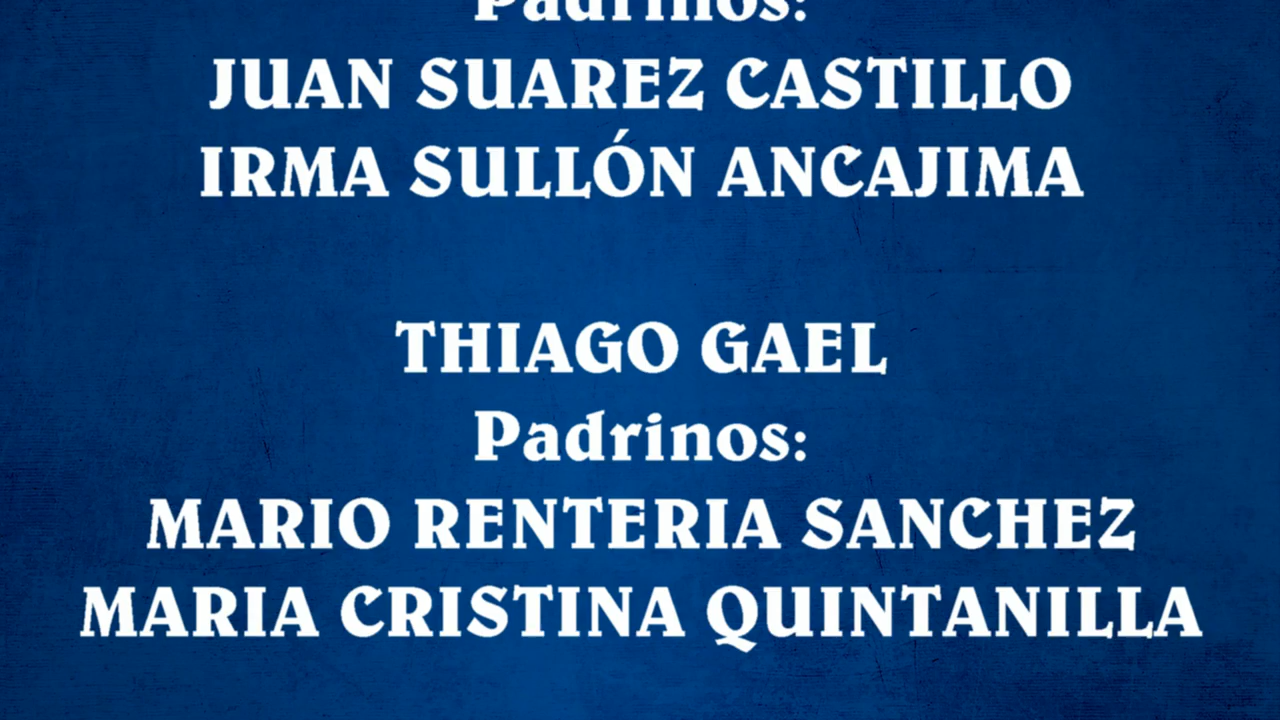 Padrinos:
JUAN SUAREZ CASTILLO
IRMA SULLÓN ANCAJIMA
THIAGO GAEL
Padrinos:
MARIO RENTERIA SANCHEZ
MARIA CRISTINA QUINTANILLA